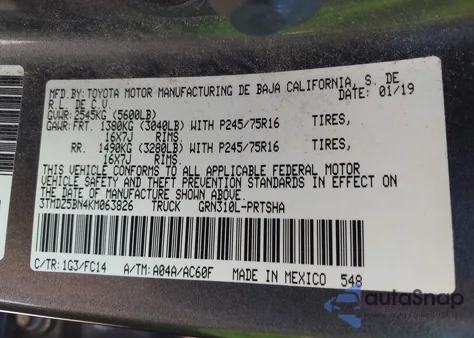 MFD.BY: TOYOTA MOTOR MANUFACTURING DE BAJA CALIFORNIA, S. DE
R.L. DE C.V. DATE: 01/19
GVWR: 2545KG (5600LB)
GAWR: FRT. 1380KG (3040LB) WITH P245/75R16 TIRES,
16X7J RIMS
RR. 1490KG (3280LB) WITH P245/75R16 TIRES,
16X7J RIMS
THIS VEHICLE CONFORMS TO ALL APPLICABLE FEDERAL MOTOR
VEHICLE SAFETY AND THEFT PREVENTION STANDARDS IN EFFECT ON
THE DATE OF MANUFACTURE SHOWN ABOVE.
3TMDZ5BN4KM063826 TRUCK GRN310L-PRTSHA
C/TR: 1G3/FC14 A/TM: A04A/AC60F MADE IN MEXICO 548
autoSnap